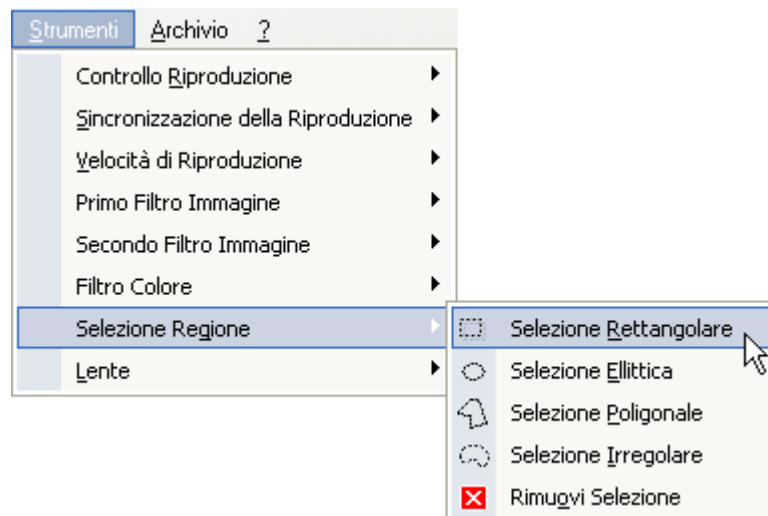 Strumenti Archivio ?
Controllo Riproduzione
Sincronizzazione della Riproduzione
Velocità di Riproduzione
Primo Filtro Immagine
Secondo Filtro Immagine
Filtro Colore
Selezione Regione
Lente
Selezione Rettangolare
Selezione Ellittica
Selezione Poligonale
Selezione Irregolare
Rimuovi Selezione